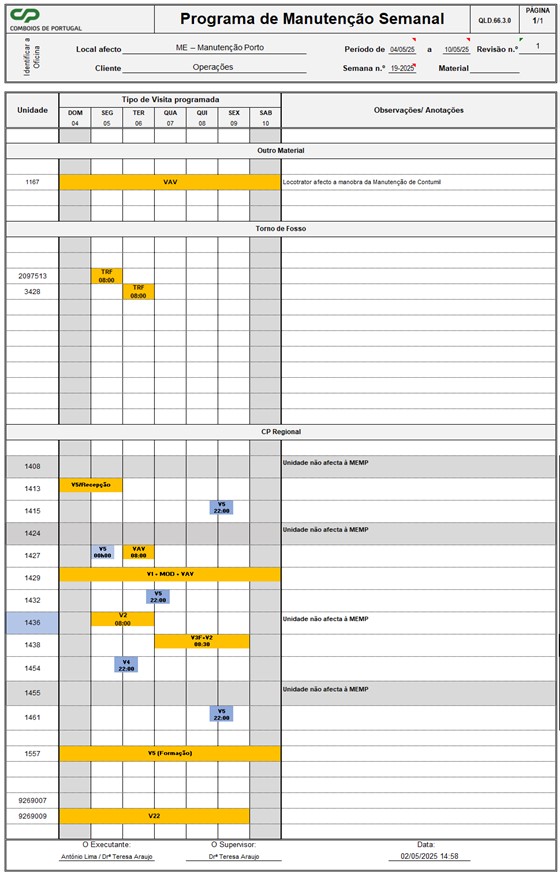 CP
COMBOIOS DE PORTUGAL
Programa de Manutenção Semanal
QLD.66.3.0
PÁGINA
1/1
Identificar a
Oficina
Local afecto ME – Manutenção Porto
Período de 04/05/25 a 10/05/25 Revisão n.º 1
Cliente Operações
Semana n.º 19-2025 Material
Unidade
Tipo de Visita programada
Observações/ Anotações
DOM SEG TER QUA QUI SEX SAB
04 05 06 07 08 09 10
Outro Material
1167 VAV Locotrator afecto a manobra da Manutenção de Contumil
Torno de Fosso
2097513 TRF
08:00
3428 TRF
08:00
CP Regional
1408 Unidade não afecta à MEMP
1413 V5/Recepção
1415 V5
22:00
1424 Unidade não afecta à MEMP
1427 V5 VAV
00h00 08:00
1429 V1 + MOD + VAV
1432 V5
22:00
1436 V2 Unidade não afecta à MEMP
08:00
1438 V3F+V2
08:30
1454 V4
22:00
1455 Unidade não afecta à MEMP
1461 V5
22:00
1557 V5 (Formação)
9269007
9269009 V22
O Executante: O Supervisor: Data:
António Lima / Drª Teresa Araujo Drª Teresa Araujo 02/05/2025 14:58